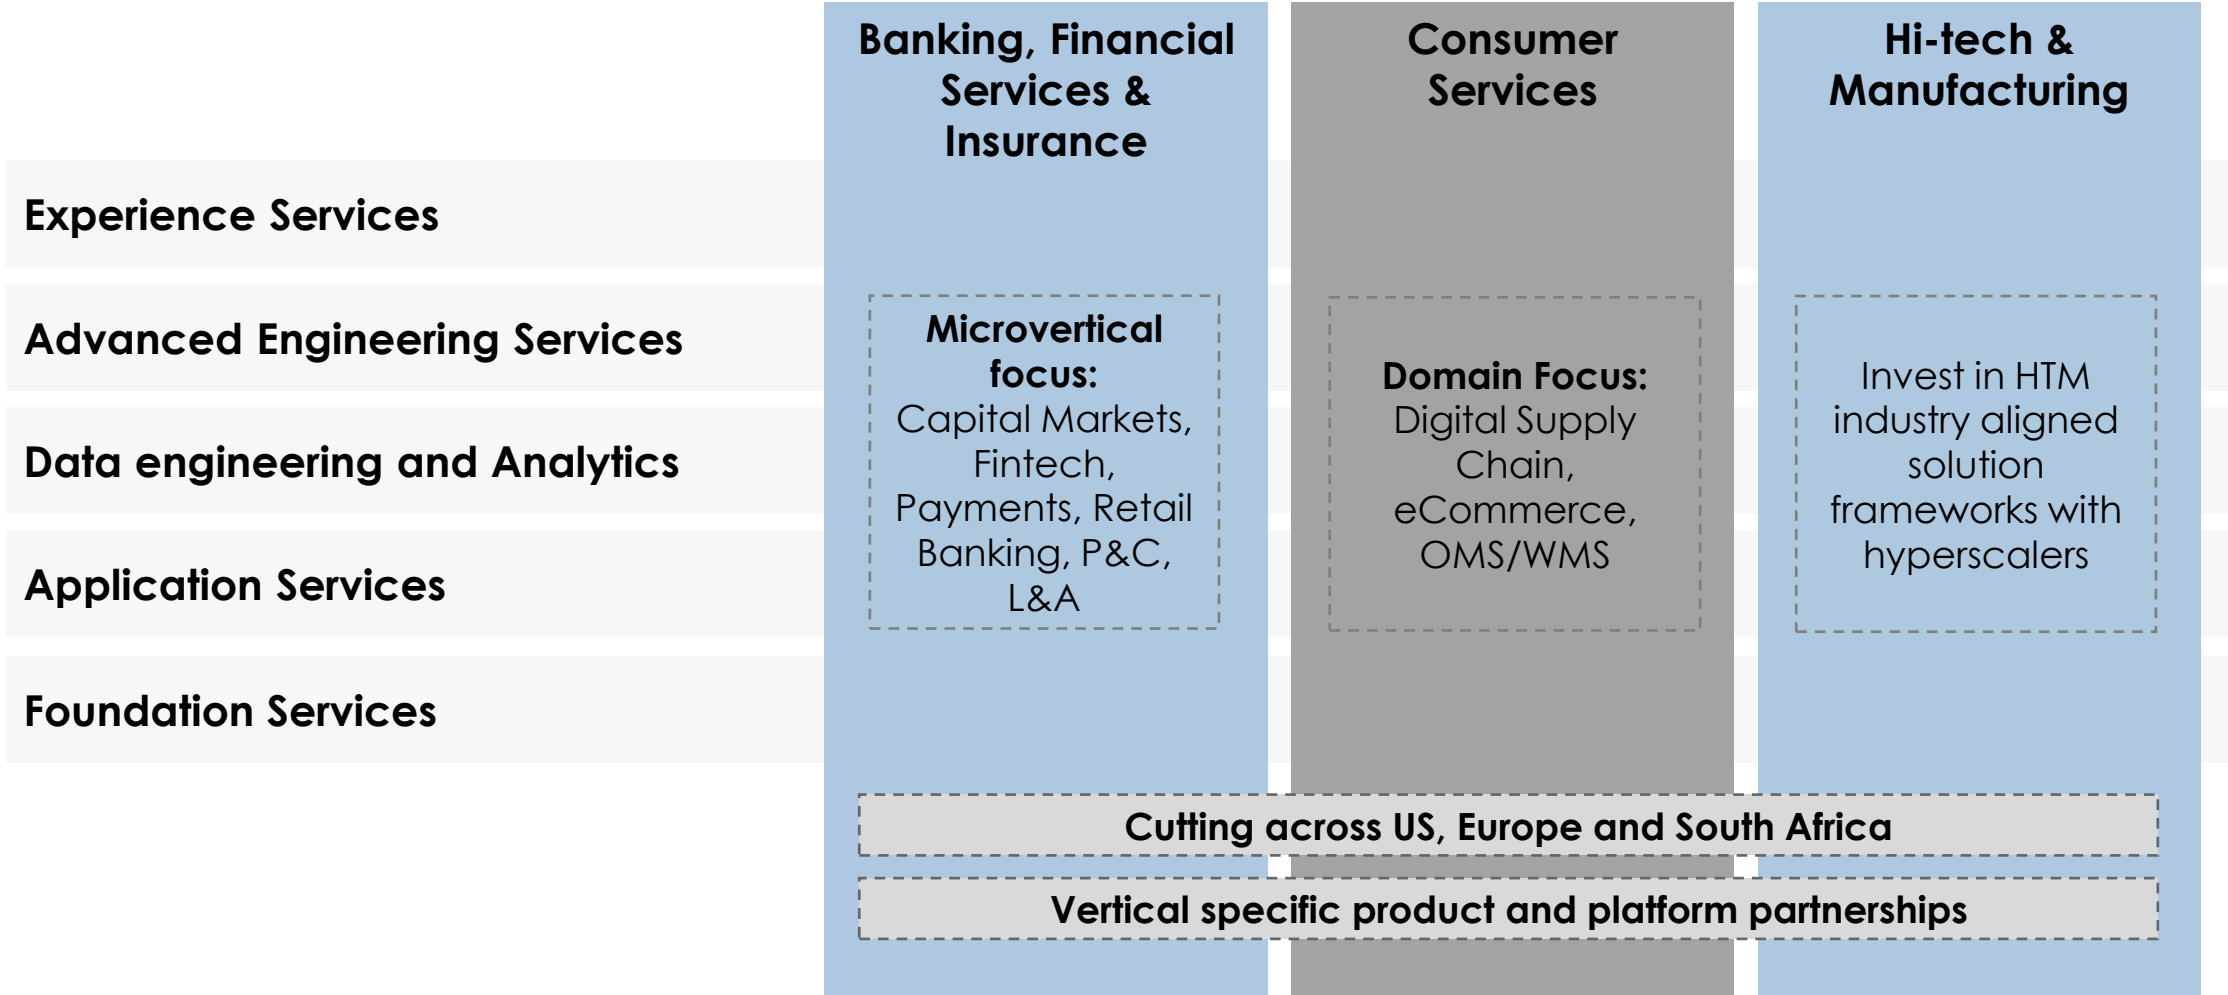 Banking, Financial
Services &
Insurance
Consumer
Services
Hi-tech &
Manufacturing
Experience Services
Advanced Engineering Services
Data engineering and Analytics
Application Services
Foundation Services
Microvertical
focus:
Capital Markets,
Fintech,
Payments, Retail
Banking, P&C,
L&A
Domain Focus:
Digital Supply
Chain,
eCommerce,
OMS/WMS
Invest in HTM
industry aligned
solution
frameworks with
hyperscalers
Cutting across US, Europe and South Africa
Vertical specific product and platform partnerships